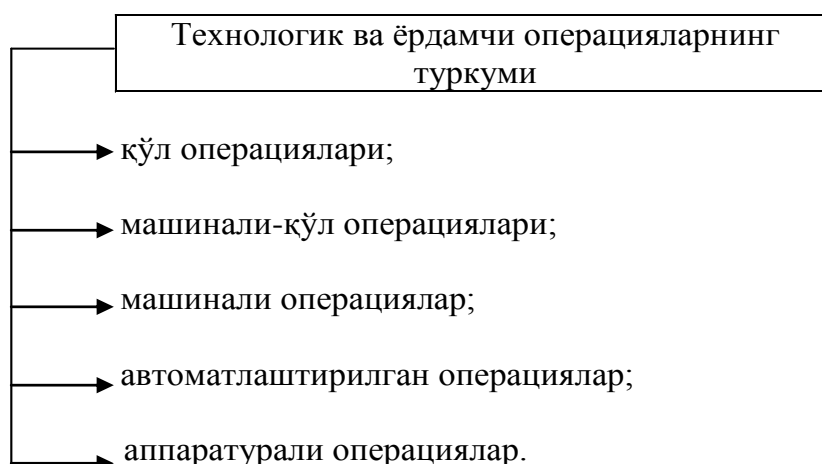 Технологик ва ёрдамчи операцияларнинг
туркуми
қўл операциялари;
машинали-қўл операциялари;
машинали операциялар;
автоматлаштирилган операциялар;
аппаратурали операциялар.